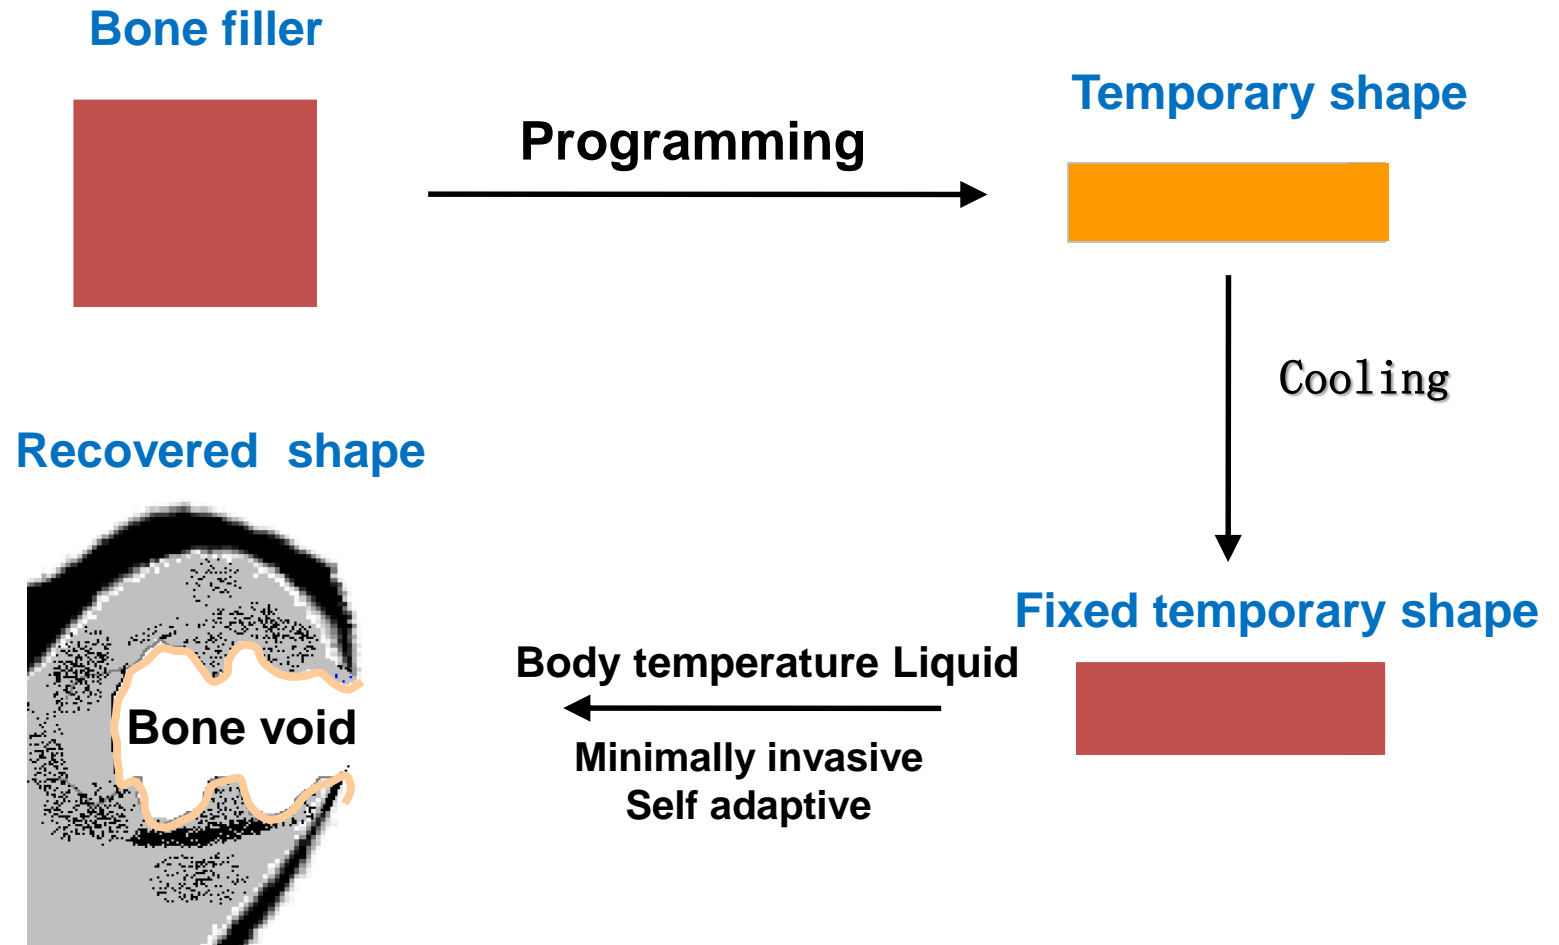 Bone filler
Temporary shape
Programming
Cooling
Recovered shape
Fixed temporary shape
Body temperature Liquid
Bone void
Minimally invasive
Self adaptive